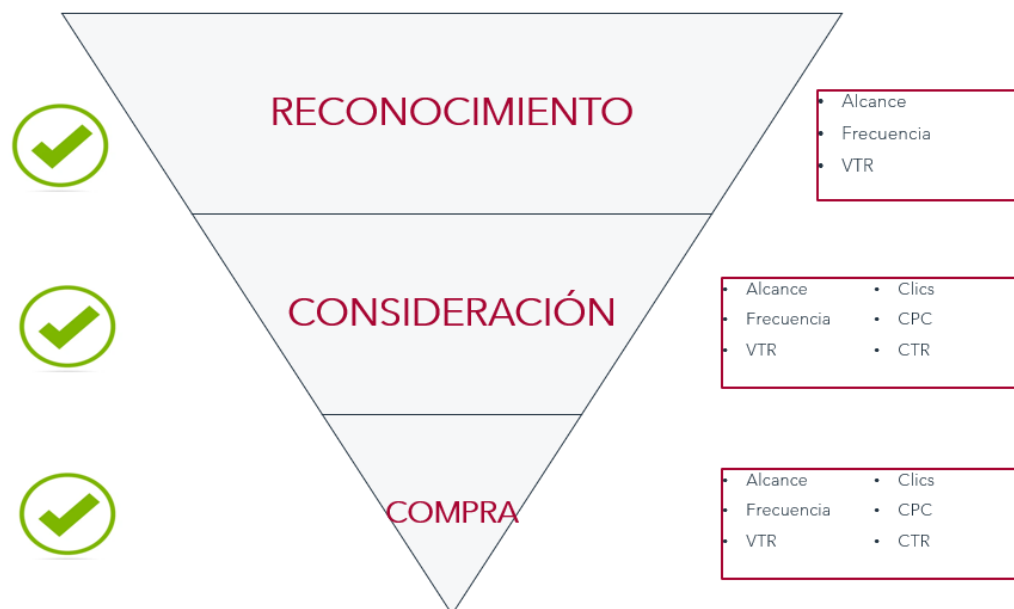 RECONOCIMIENTO
• Alcance
• Frecuencia
• VTR
CONSIDERACIÓN
• Alcance
• Frecuencia
• VTR
• Clics
• CPC
• CTR
COMPRA
• Alcance
• Frecuencia
• VTR
• Clics
• CPC
• CTR